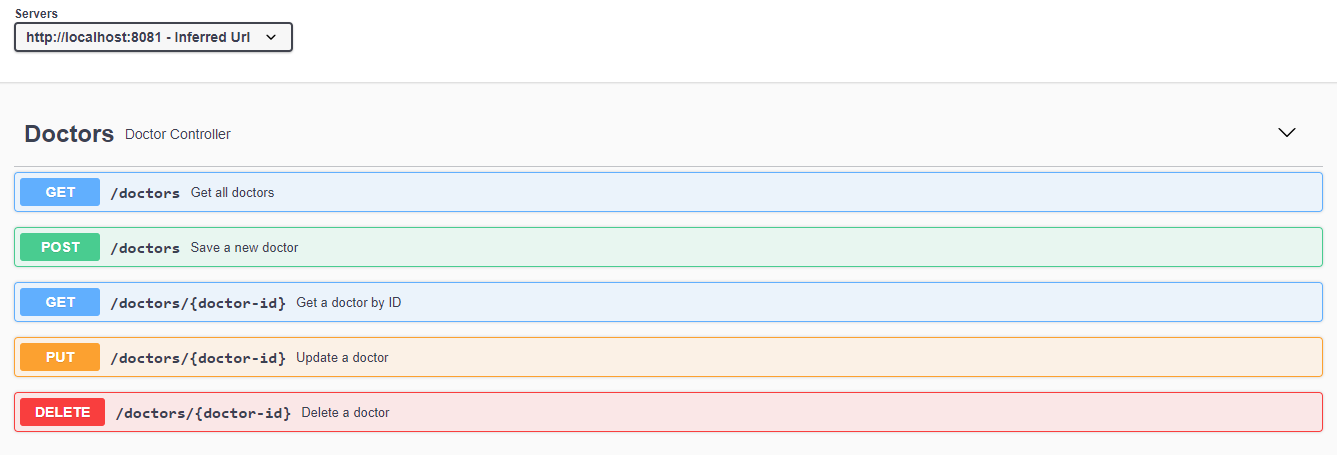 Servers
http://localhost:8081 - Inferred Url
Doctors Doctor Controller
GET /doctors Get all doctors
POST /doctors Save a new doctor
GET /doctors/{doctor-id} Get a doctor by ID
PUT /doctors/{doctor-id} Update a doctor
DELETE /doctors/{doctor-id} Delete a doctor